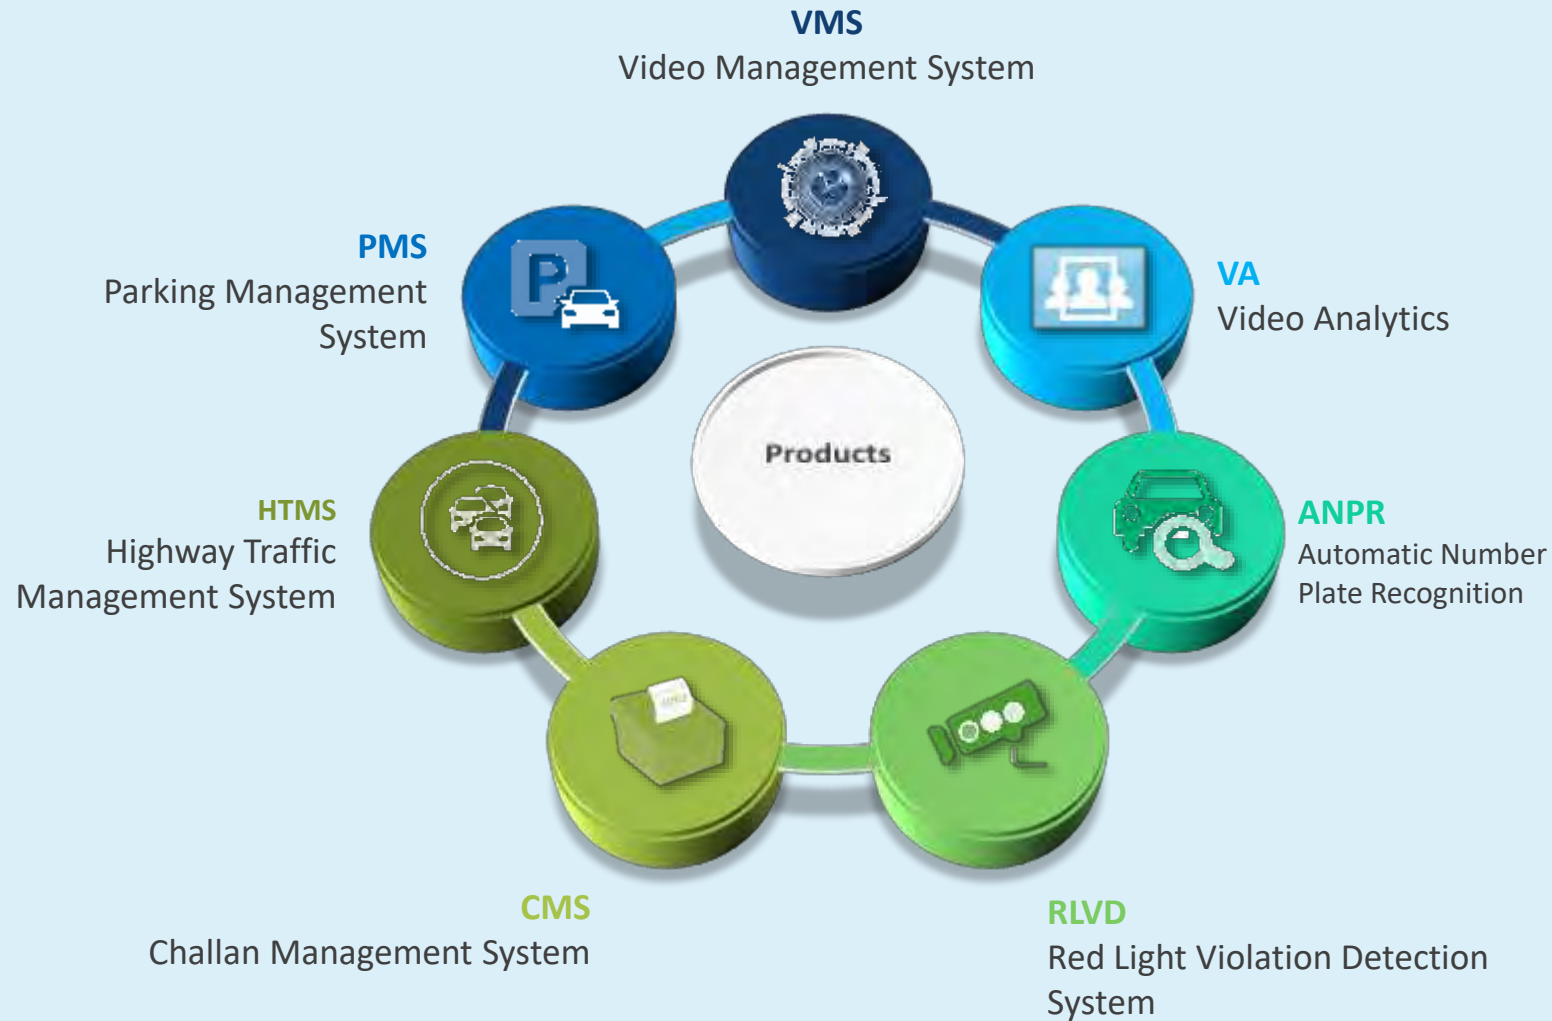 VMS
Video Management System
PMS
Parking Management
System
VA
Video Analytics
Products
HTMS
Highway Traffic
Management System
ANPR
Automatic Number
Plate Recognition
CMS
Challan Management System
RLVD
Red Light Violation Detection
System
P